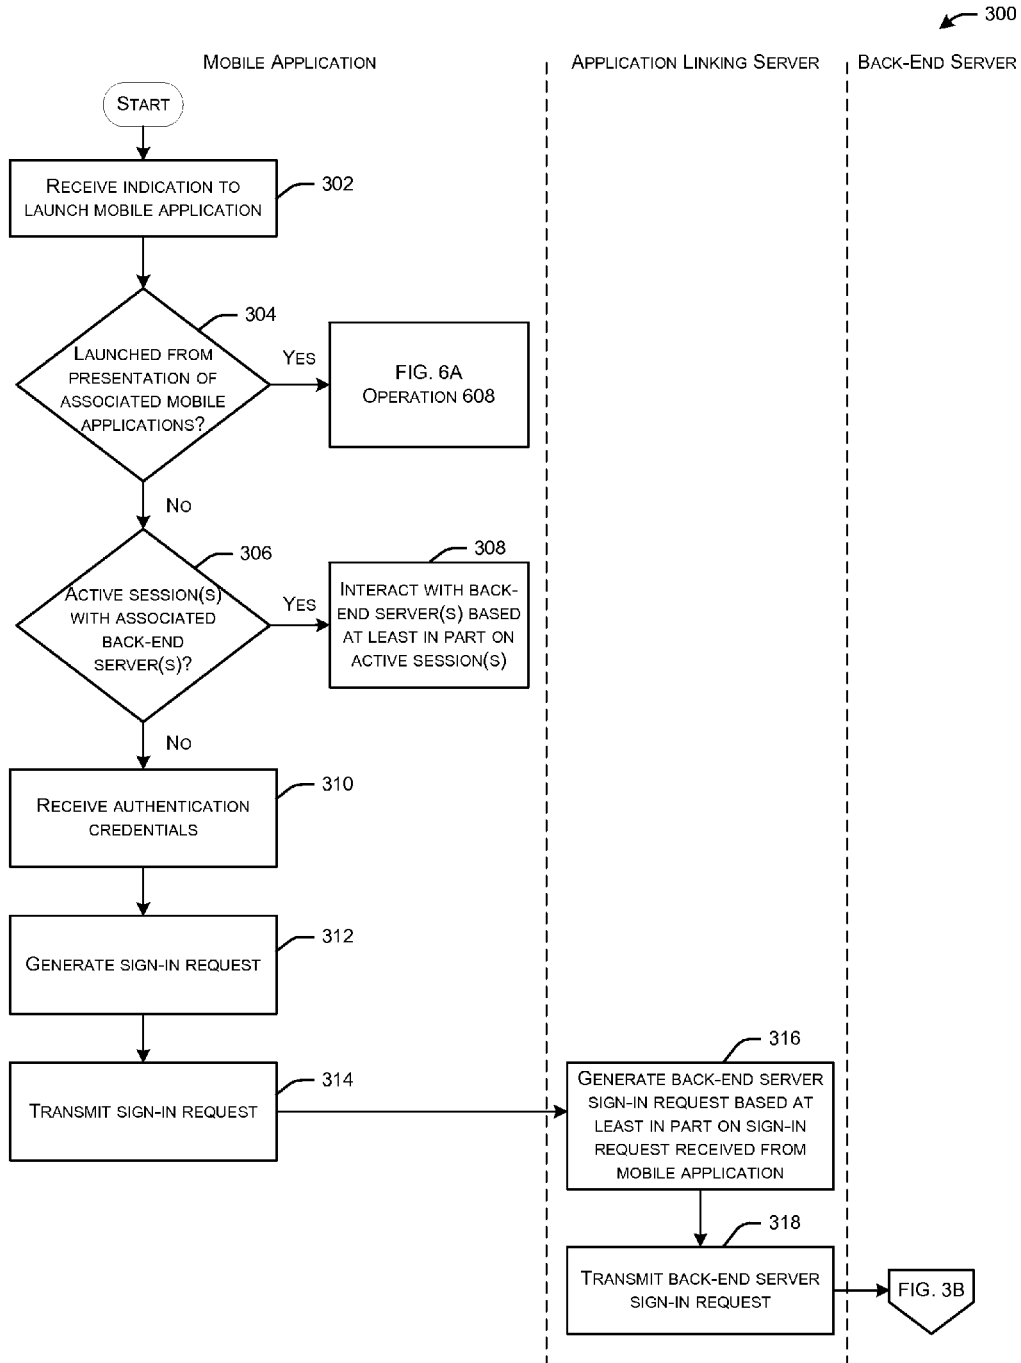 300
MOBILE APPLICATION
APPLICATION LINKING SERVER
BACK-END SERVER
START
RECEIVE INDICATION TO
LAUNCH MOBILE APPLICATION
302
304
LAUNCHED FROM
PRESENTATION OF
ASSOCIATED MOBILE
APPLICATIONS?
YES
FIG. 6A
OPERATION 608
NO
306
ACTIVE SESSION(S)
WITH ASSOCIATED
BACK-END
SERVER(S)?
YES
308
INTERACT WITH BACK-
END SERVER(S) BASED
AT LEAST IN PART ON
ACTIVE SESSION(S)
NO
310
RECEIVE AUTHENTICATION
CREDENTIALS
312
GENERATE SIGN-IN REQUEST
314
TRANSMIT SIGN-IN REQUEST
316
GENERATE BACK-END SERVER
SIGN-IN REQUEST BASED AT
LEAST IN PART ON SIGN-IN
REQUEST RECEIVED FROM
MOBILE APPLICATION
318
TRANSMIT BACK-END SERVER
SIGN-IN REQUEST
FIG. 3B